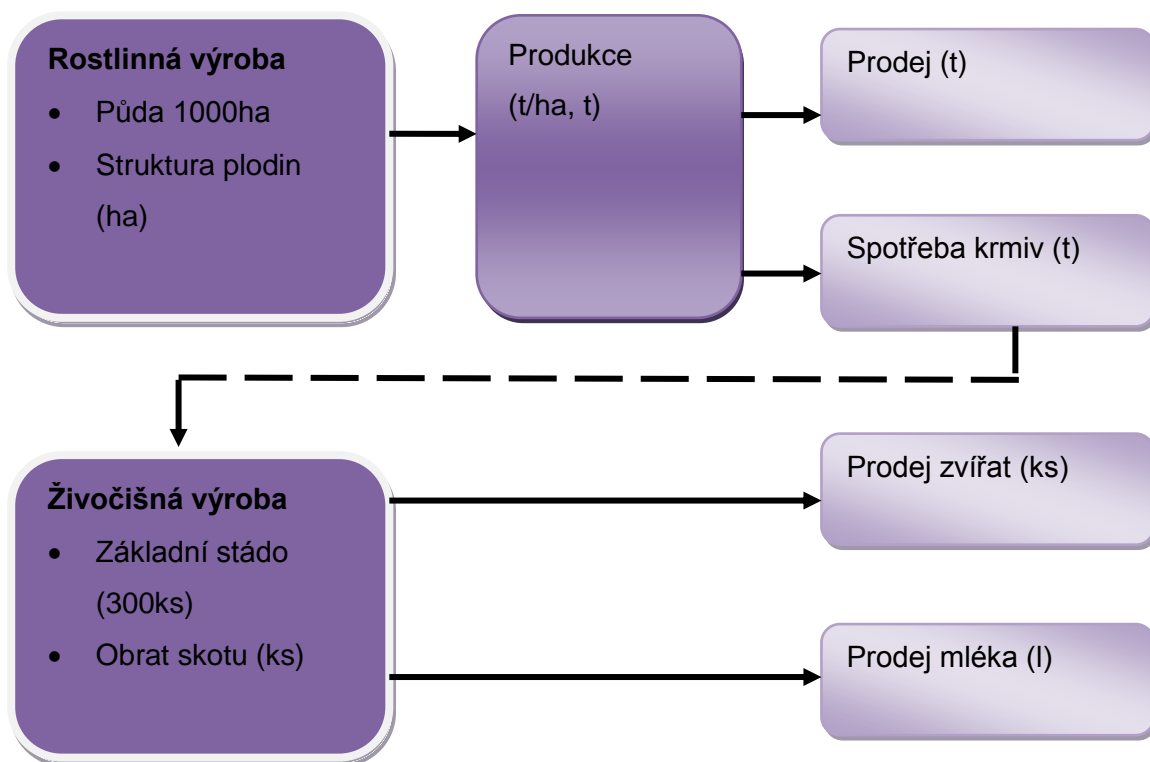 Rostlinná výroba
• Půda 1000ha
• Struktura plodin
(ha)
Produkce
(t/ha, t)
Prodej (t)
Spotřeba krmiv (t)
Živočišná výroba
• Základní stádo
(300ks)
• Obrat skotu (ks)
Prodej zvířat (ks)
Prodej mléka (l)